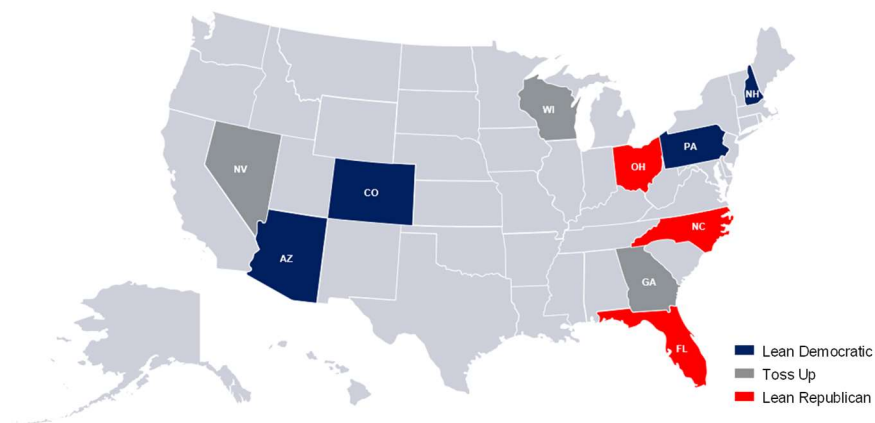 NH
WI
PA
OH
NV
CO
NC
AZ
GA
FL
Lean Democratic
Toss Up
Lean Republican